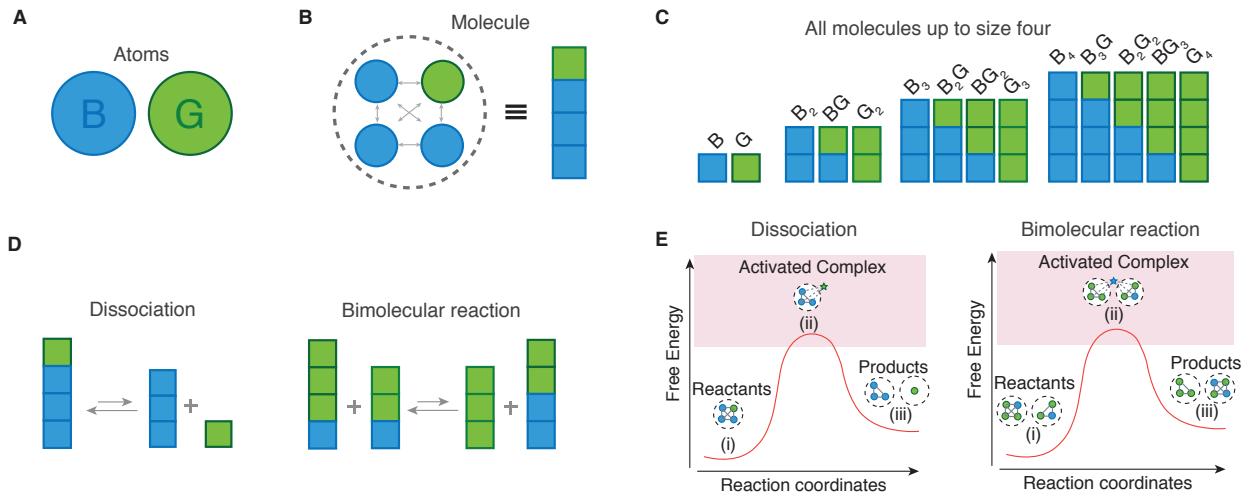 A
Atoms
B
G
B
Molecule
≡
C
All molecules up to size four
B
G
B₂
BG
G₂
B₃
B₂G
BG₂
G₃
B₄
B₃G
B₂G₂
BG₃
G₄
D
Dissociation
+
Bimolecular reaction
+
+
E
Dissociation
Free Energy
Activated Complex
(ii)
Reactants
(i)
Products
(iii)
Reaction coordinates
Bimolecular reaction
Free Energy
Activated Complex
(ii)
Reactants
(i)
Products
(iii)
Reaction coordinates